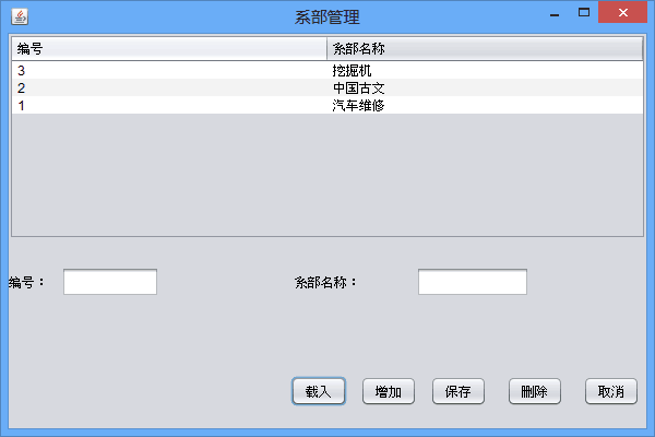 系部管理
编号 系部名称
3 挖掘机
2 中国古文
1 汽车维修
编号： 系部名称：
载入 增加 保存 删除 取消